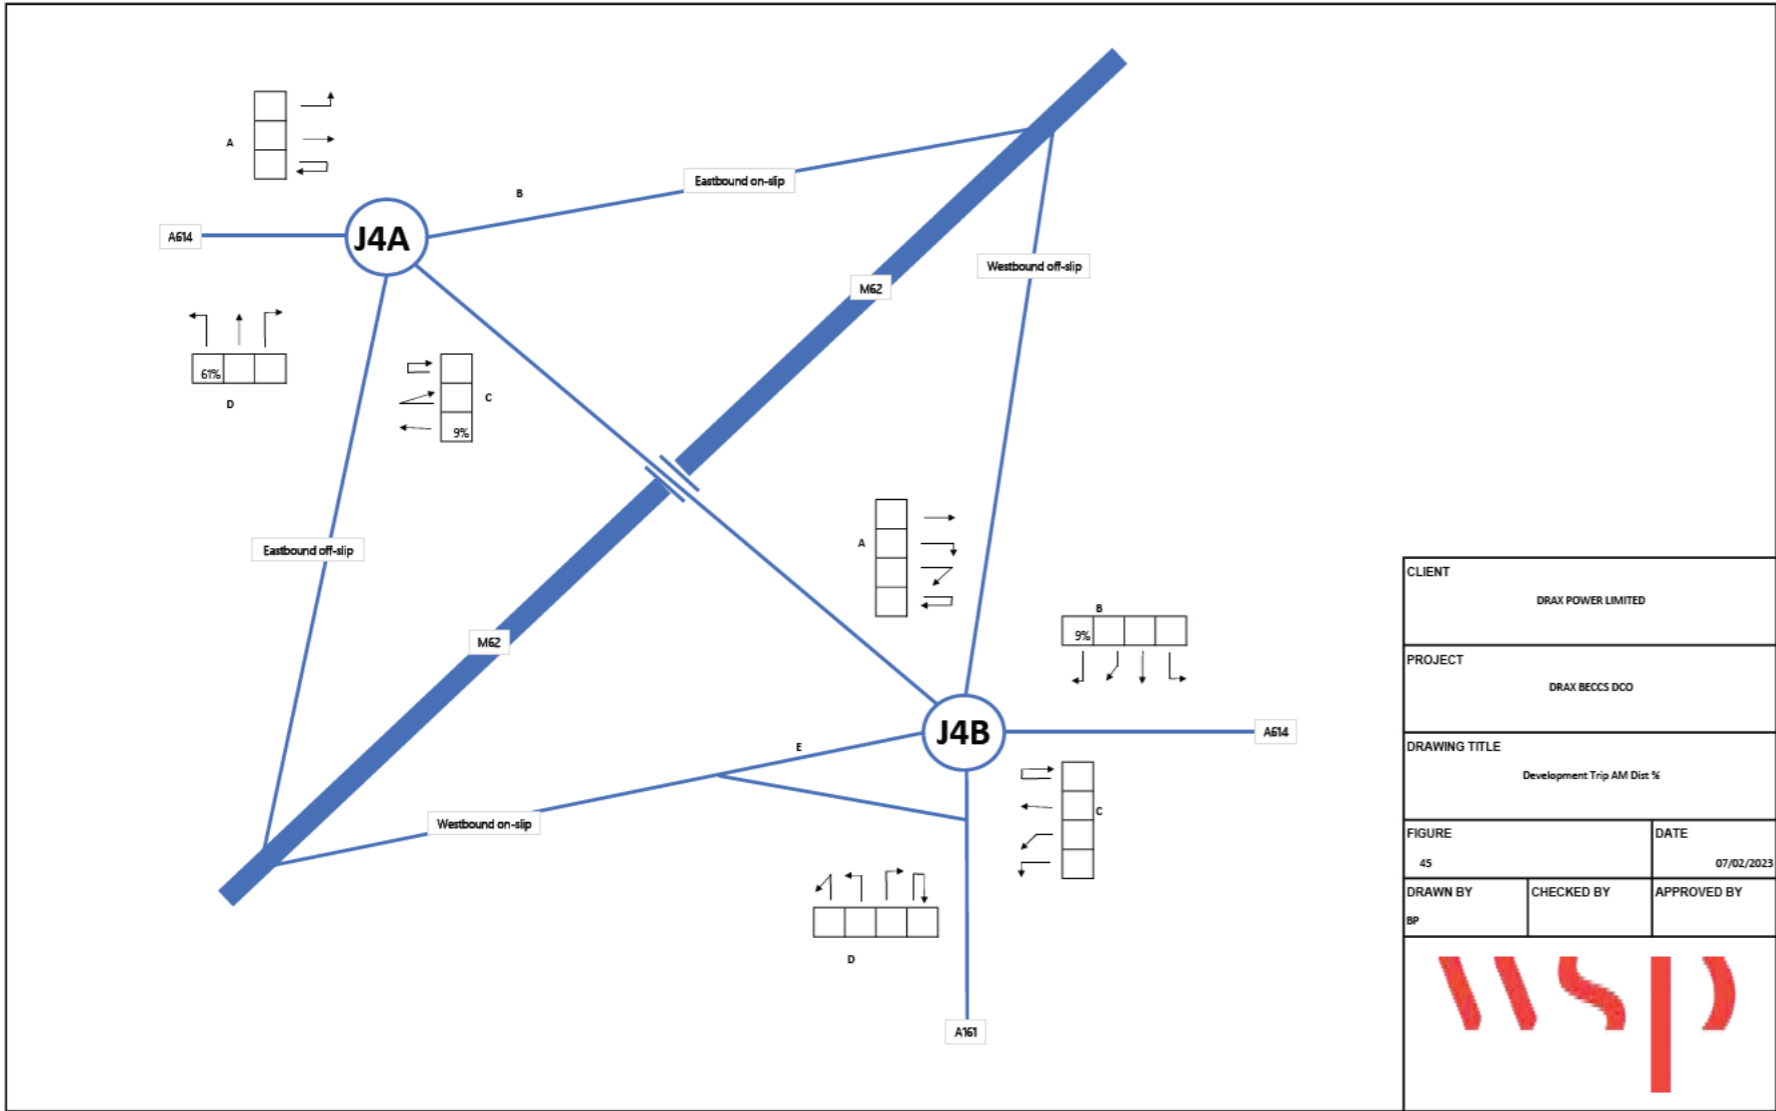 A
B
Eastbound on-slip
A614
J4A
Westbound off-slip
M62
61%
D
C
9%
Eastbound off-slip
A
M62
B
9%
J4B
A614
E
Westbound on-slip
C
D
A161
CLIENT
DRAX POWER LIMITED
PROJECT
DRAX BECCS DCO
DRAWING TITLE
Development Trip AM Dist %
FIGURE
DATE
45
07/02/2023
DRAWN BY
CHECKED BY
APPROVED BY
BP
wsp